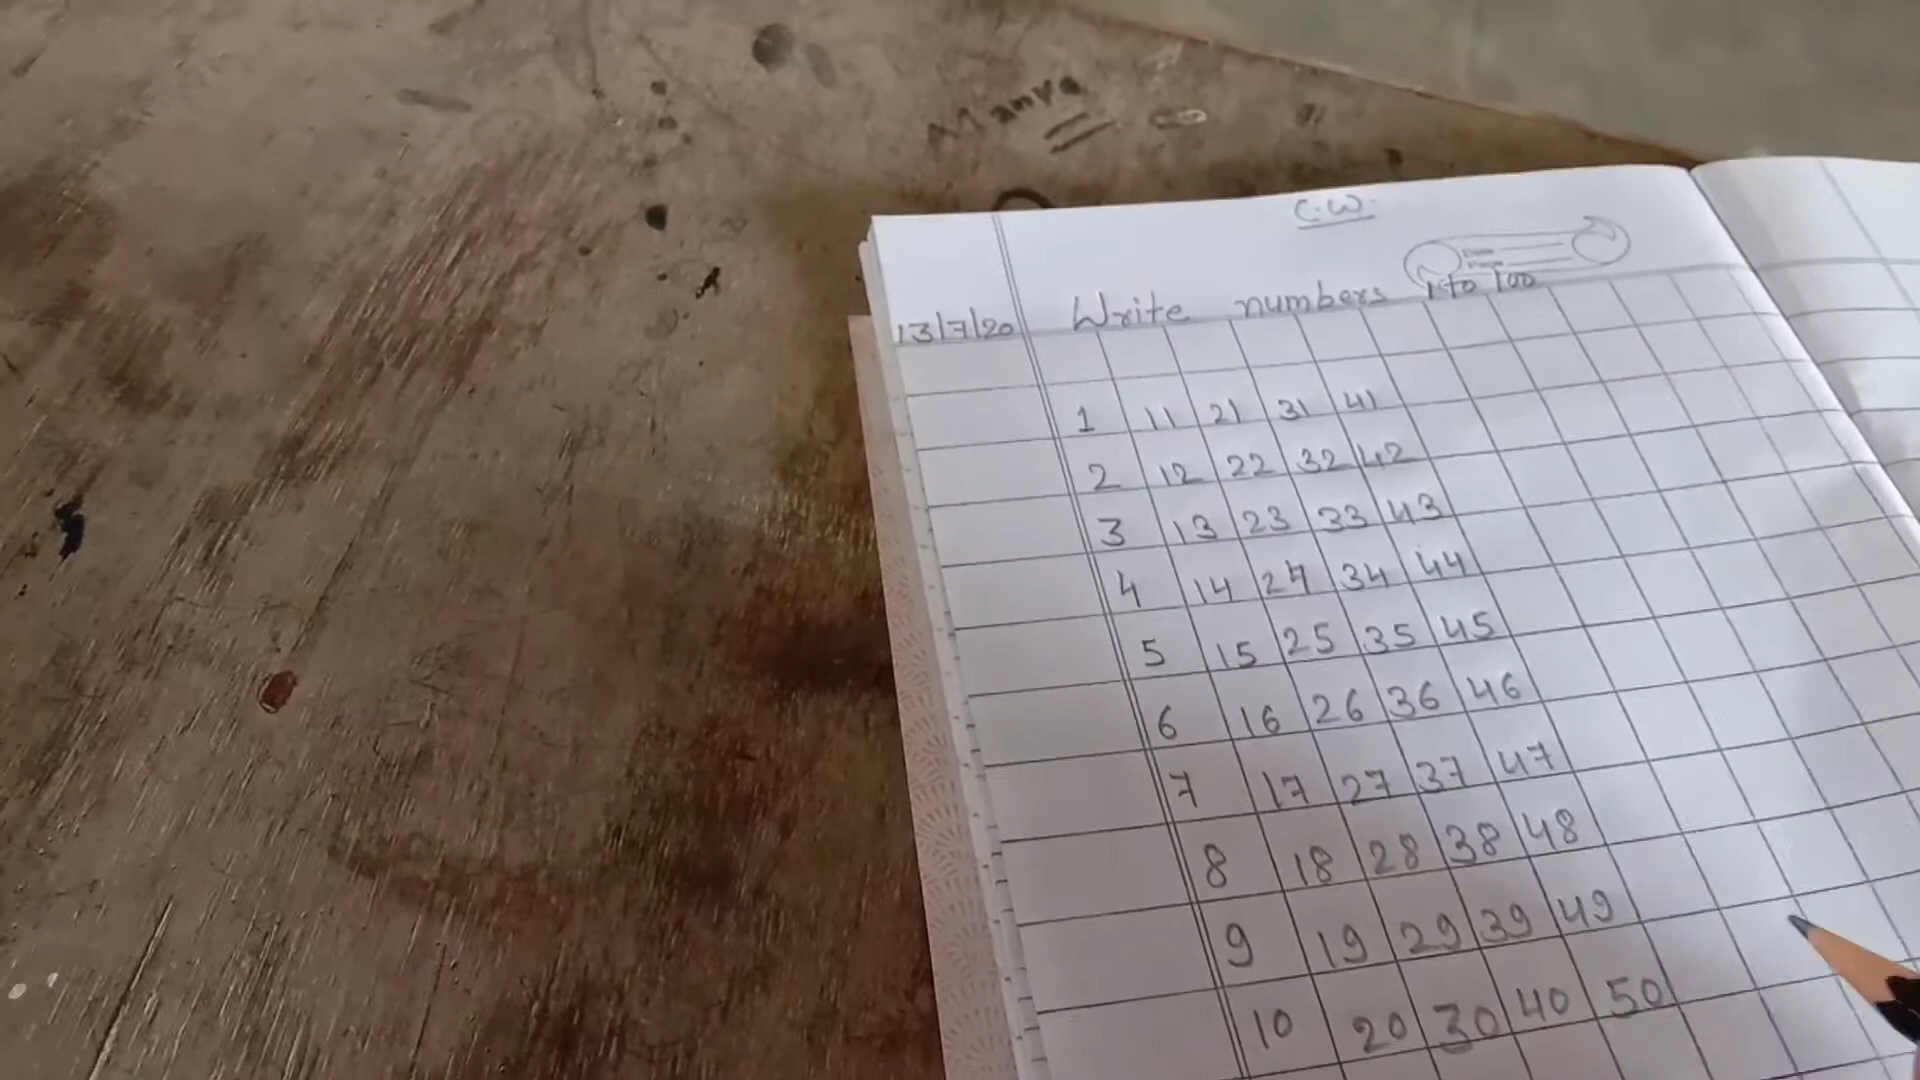 Manya
C.W.
13/7/20 Write numbers 1 to 100
1 11 21 31 41
2 12 22 32 42
3 13 23 33 43
4 14 24 34 44
5 15 25 35 45
6 16 26 36 46
7 17 27 37 47
8 18 28 38 48
9 19 29 39 49
10 20 30 40 50